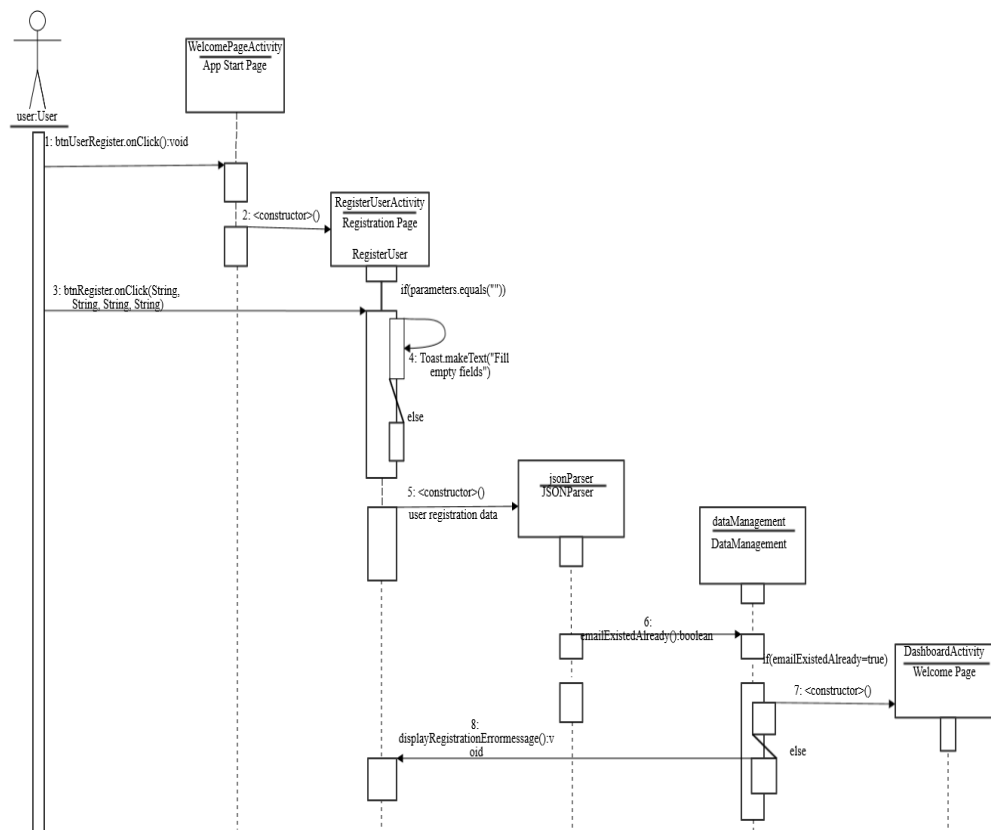 WelcomePageActivity
App Start Page
user:User
1: btnUserRegister.onClick():void
RegisterUserActivity
Registration Page
RegisterUser
2: <constructor>()
3: btnRegister.onClick(String,
String, String, String)
if(parameters.equals(""))
4: Toast.makeText("Fill
empty fields")
else
jsonParser
JSONParser
5: <constructor>()
user registration data
dataManagement
DataManagement
6:
emailExistedAlready():boolean
if(emailExistedAlready=true)
DashboardActivity
Welcome Page
7: <constructor>()
8:
displayRegistrationErrormessage():v
oid
else